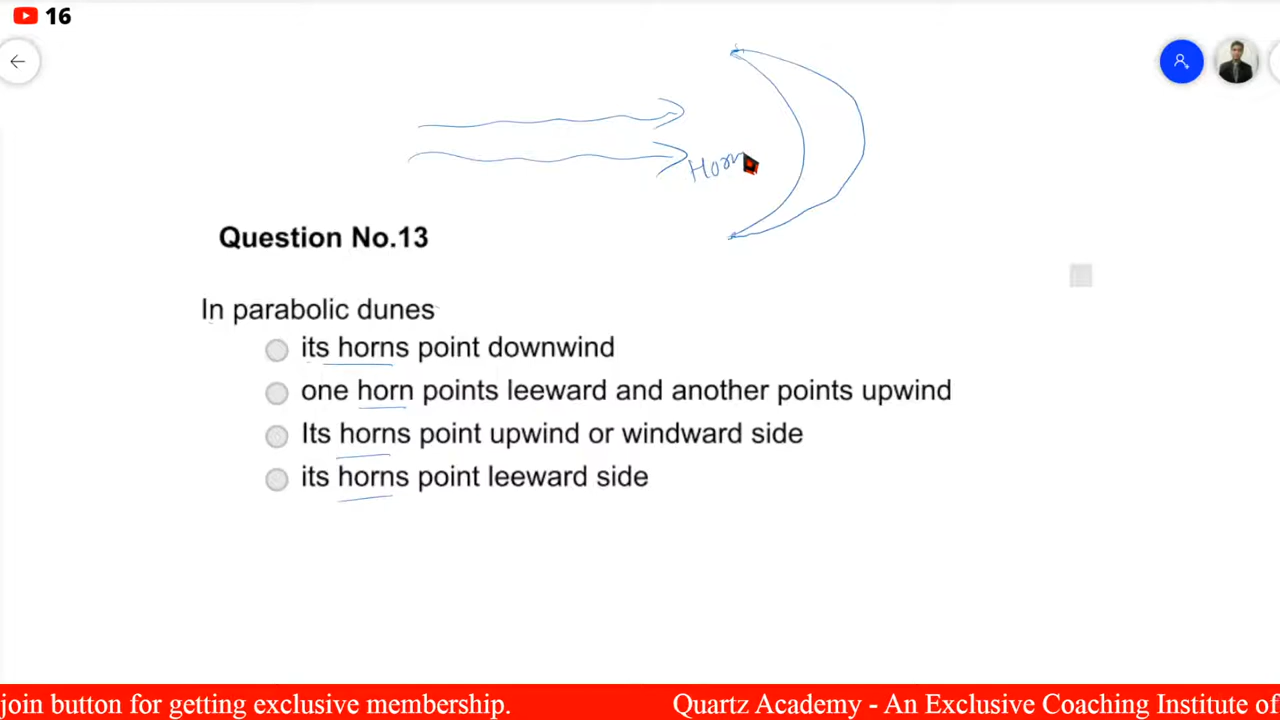 16
Horn
Question No.13
In parabolic dunes
its horns point downwind
one horn points leeward and another points upwind
Its horns point upwind or windward side
its horns point leeward side
join button for getting exclusive membership. Quartz Academy - An Exclusive Coaching Institute of